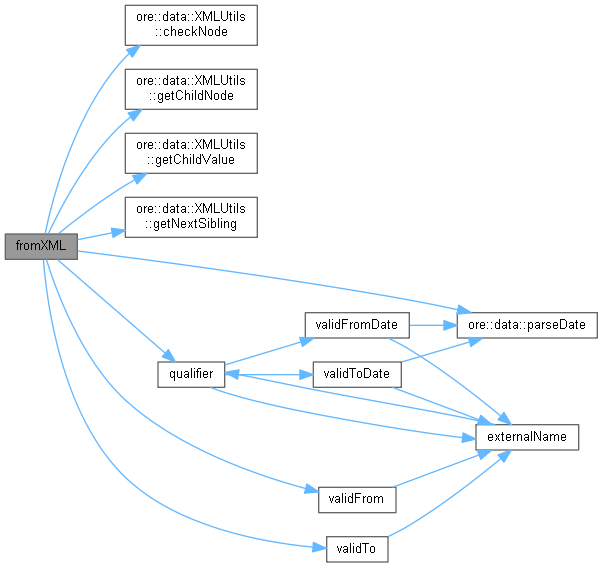 ore::data::XMLUtils
::checkNode
ore::data::XMLUtils
::getChildNode
ore::data::XMLUtils
::getChildValue
ore::data::XMLUtils
::getNextSibling
fromXML
validFromDate
ore::data::parseDate
qualifier
validToDate
externalName
validFrom
validTo